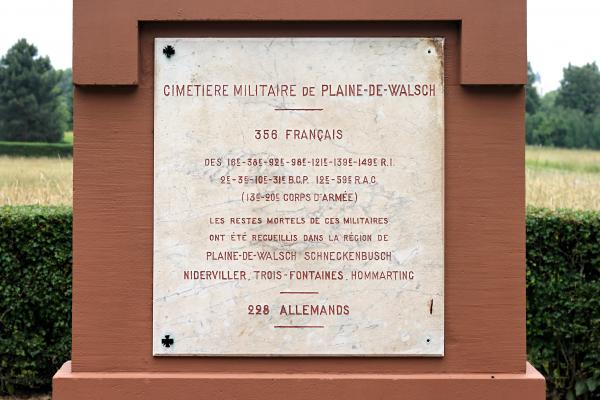 CIMETIERE MILITAIRE DE PLAINE-DE-WALSCH
356 FRANÇAIS
DES 16E-38E-92E-98E-121E-139E-149E R.I.
2E-3E-10E-31E B.C.P. 12E-59E R.A.C.
(13E-20E CORPS D'ARMÉE)
LES RESTES MORTELS DE CES MILITAIRES
ONT ÉTÉ RECUEILLIS DANS LA RÉGION DE
PLAINE-DE-WALSCH SCHNECKENBUSCH
NIDERVILLER, TROIS-FONTAINES, HOMMARTING
228 ALLEMANDS